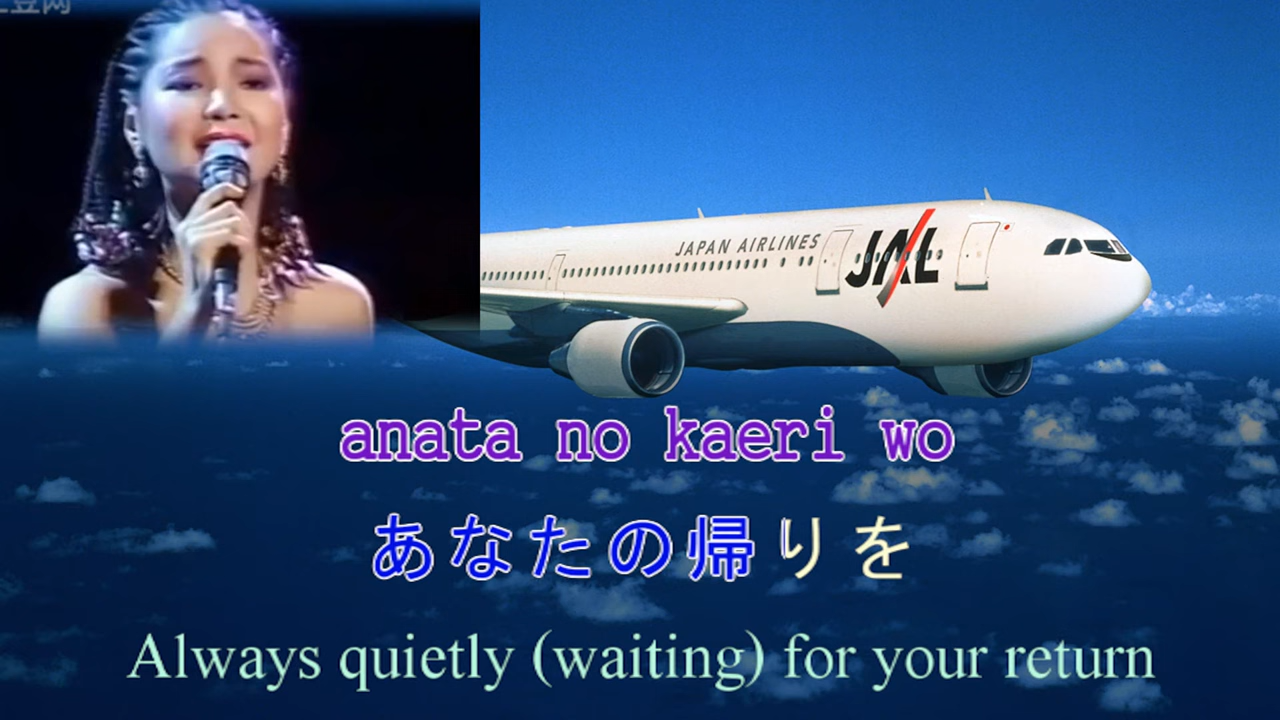 JAPAN AIRLINES
JAL
anata no kaeri wo
あなたの帰りを
Always quietly (waiting) for your return